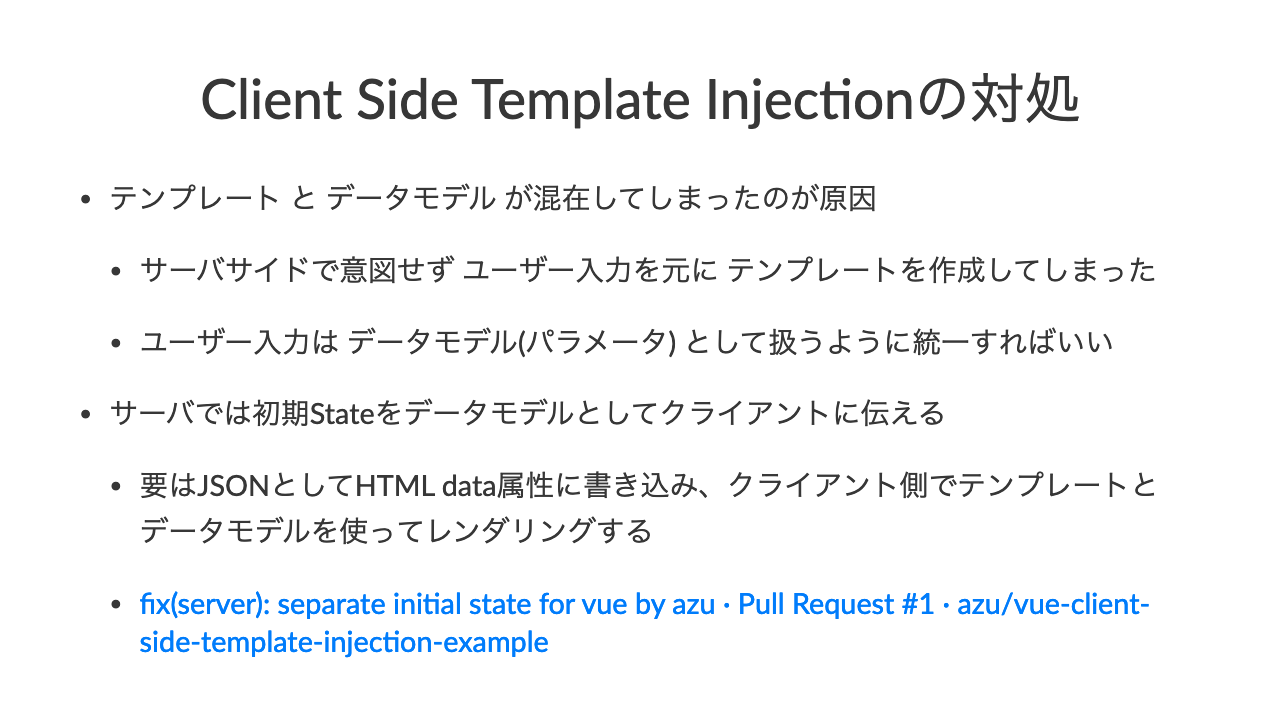 Client Side Template Injectionの対処
• テンプレート と データモデル が混在してしまったのが原因
• サーバサイドで意図せず ユーザー入力を元に テンプレートを作成してしまった
• ユーザー入力は データモデル(パラメータ) として扱うように統一すればいい
• サーバでは初期Stateをデータモデルとしてクライアントに伝える
• 要はJSONとしてHTML data属性に書き込み、クライアント側でテンプレートと
データモデルを使ってレンダリングする
• fix(server): separate initial state for vue by azu · Pull Request #1 · azu/vue-client-
side-template-injection-example